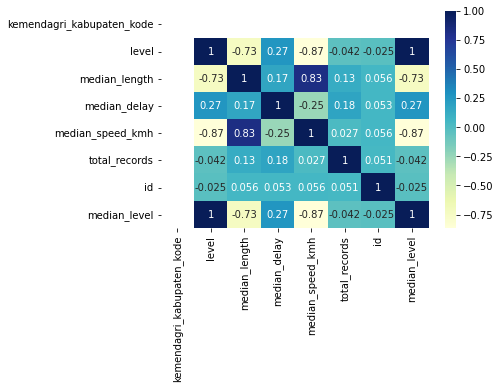 kemendagri_kabupaten_kode
level 1 -0.73 0.27 -0.87 -0.042 -0.025 1
median_length -0.73 1 0.17 0.83 0.13 0.056 -0.73
median_delay 0.27 0.17 1 -0.25 0.18 0.053 0.27
median_speed_kmh -0.87 0.83 -0.25 1 0.027 0.056 -0.87
total_records -0.042 0.13 0.18 0.027 1 0.051 -0.042
id -0.025 0.056 0.053 0.056 0.051 1 -0.025
median_level 1 -0.73 0.27 -0.87 -0.042 -0.025 1
kemendagri_kabupaten_kode
level
median_length
median_delay
median_speed_kmh
total_records
id
median_level
1.00
0.75
0.50
0.25
0.00
-0.25
-0.50
-0.75